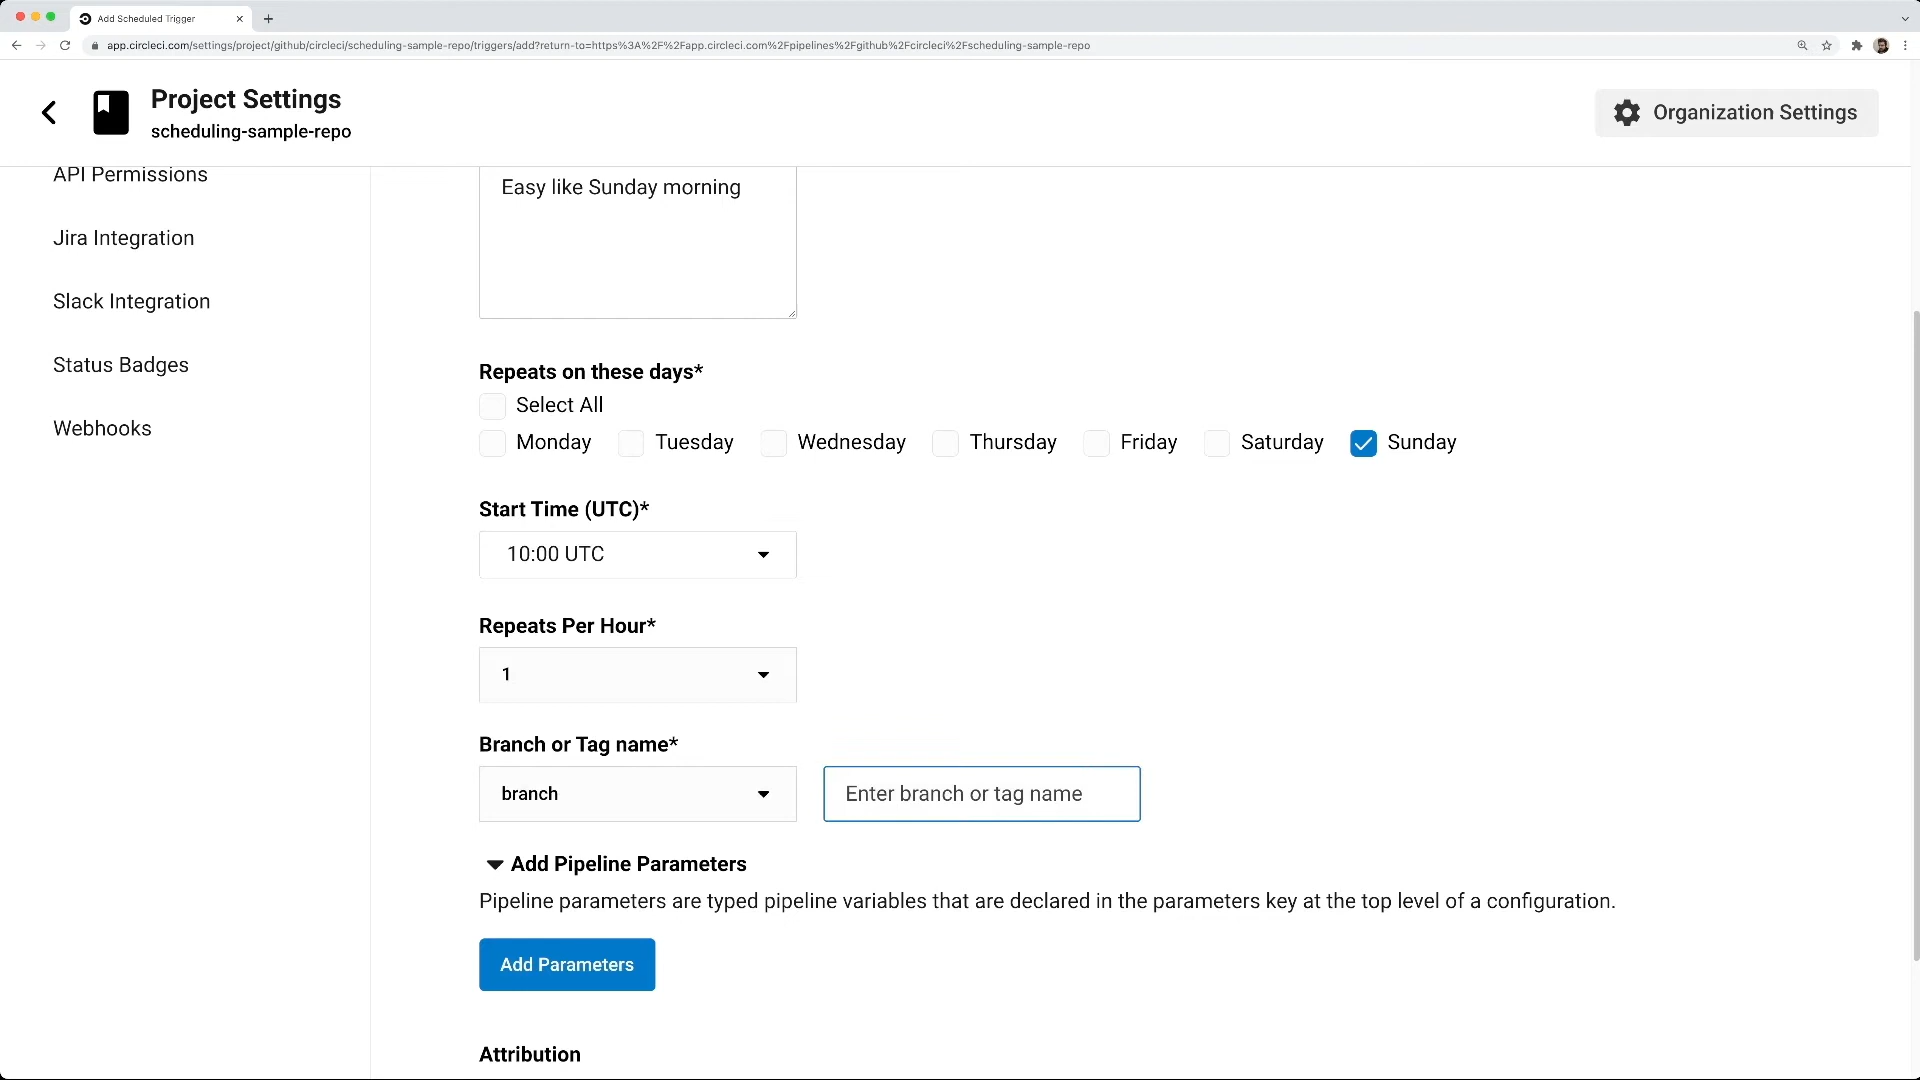 Add Scheduled Trigger
app.circleci.com/settings/project/github/circleci/scheduling-sample-repo/triggers/add?return-to=https%3A%2F%2Fapp.circleci.com%2Fpipelines%2Fgithub%2Fcircleci%2Fscheduling-sample-repo
Project Settings
scheduling-sample-repo
Organization Settings
API Permissions
Jira Integration
Slack Integration
Status Badges
Webhooks
Easy like Sunday morning
Repeats on these days*
Select All
Monday Tuesday Wednesday Thursday Friday Saturday Sunday
Start Time (UTC)*
10:00 UTC
Repeats Per Hour*
1
Branch or Tag name*
branch Enter branch or tag name
Add Pipeline Parameters
Pipeline parameters are typed pipeline variables that are declared in the parameters key at the top level of a configuration.
Add Parameters
Attribution